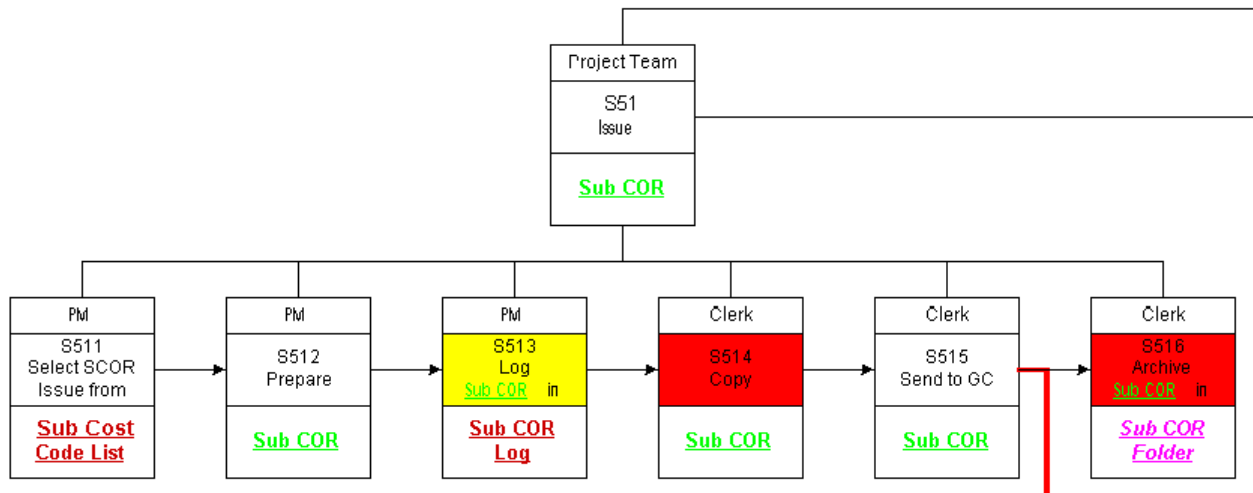 Project Team
S51
Issue
Sub COR
PM
S511
Select SCOR
Issue from
Sub Cost
Code List
PM
S512
Prepare
Sub COR
PM
S513
Log
Sub COR in
Sub COR
Log
Clerk
S514
Copy
Sub COR
Clerk
S515
Send to GC
Sub COR
Clerk
S516
Archive
Sub COR in
Sub COR
Folder